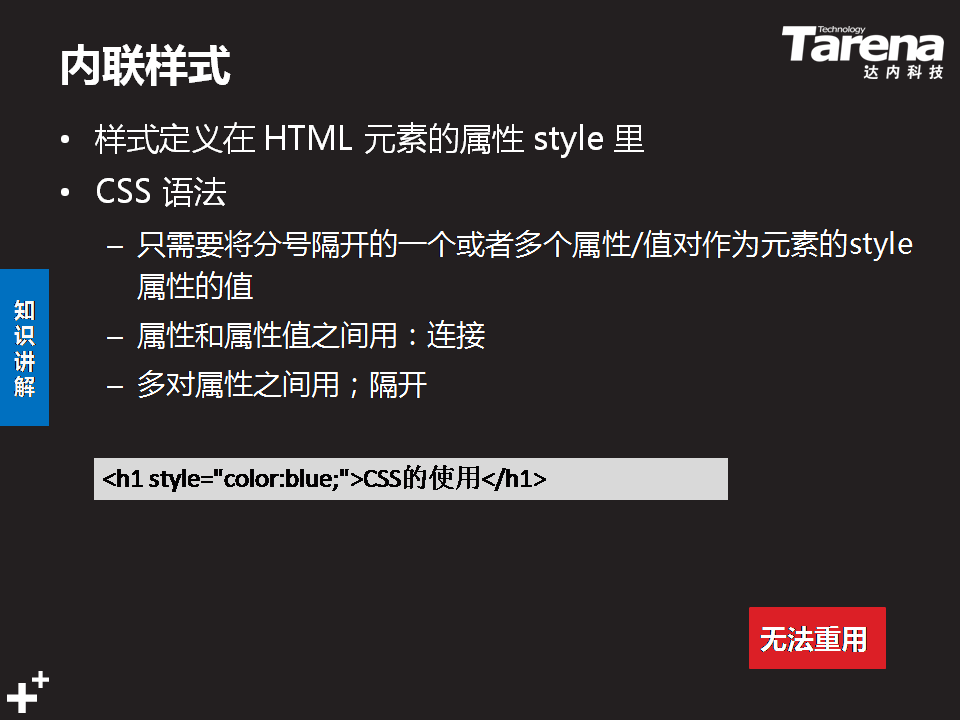 内联样式
Technology
Tarena
达内科技
• 样式定义在 HTML 元素的属性 style 里
• CSS 语法
– 只需要将分号隔开的一个或者多个属性/值对作为元素的style
属性的值
– 属性和属性值之间用：连接
– 多对属性之间用；隔开
知识讲解
<h1 style="color:blue;">CSS的使用</h1>
无法重用